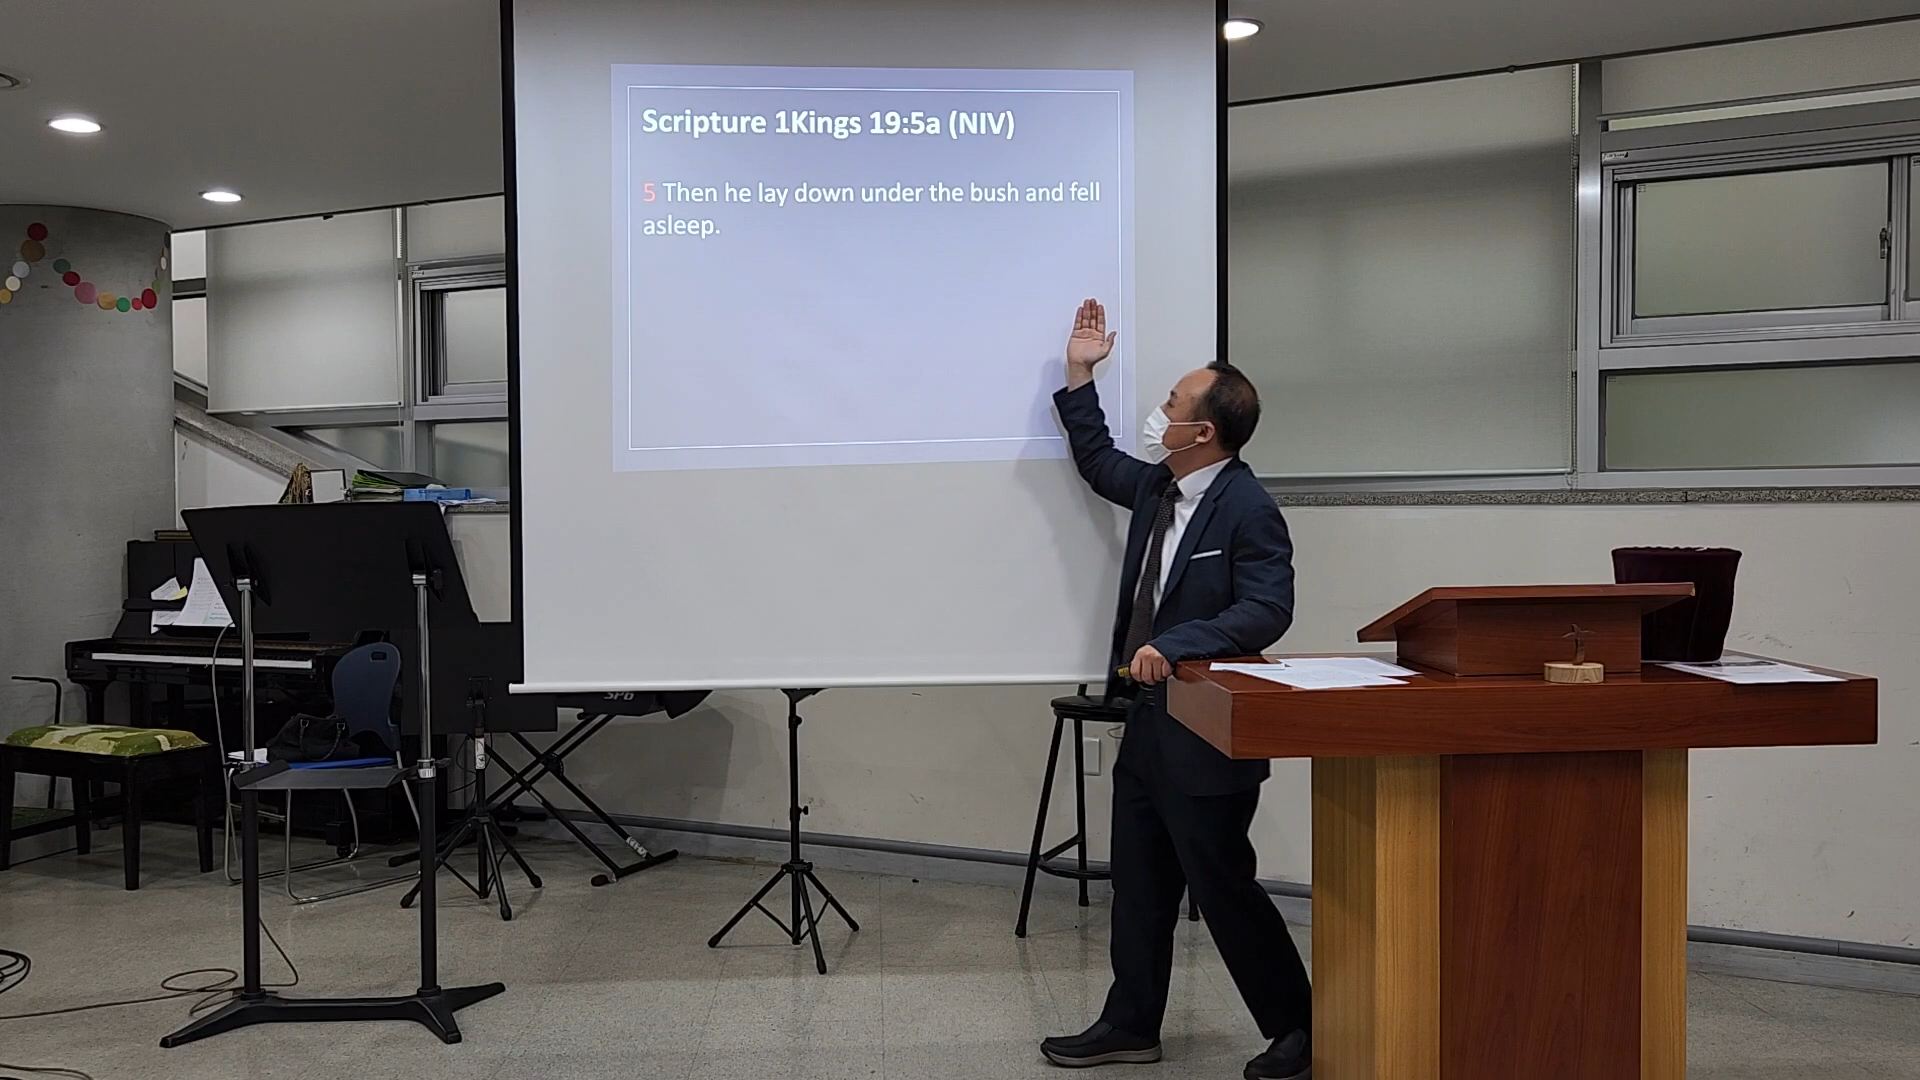 Scripture 1Kings 19:5a (NIV)
5 Then he lay down under the bush and fell
asleep.